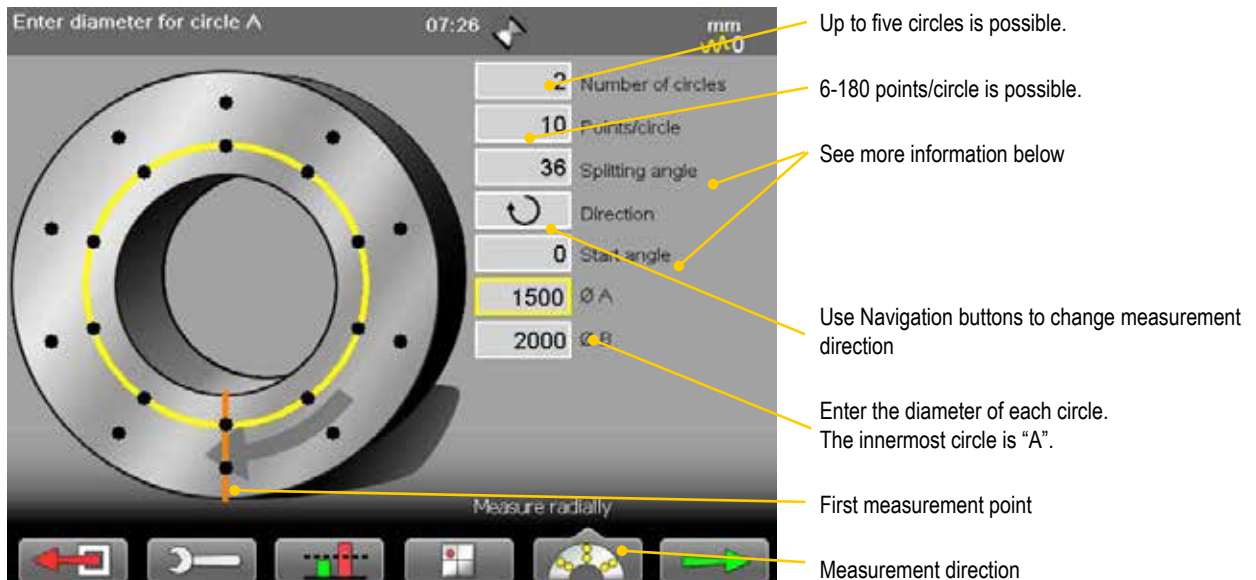 Enter diameter for circle A
07:26
mm
0
2 Number of circles
10 Points/circle
36 Splitting angle
Direction
0 Start angle
1500 Ø A
2000 Ø B
Measure radially
Up to five circles is possible.
6-180 points/circle is possible.
See more information below
Use Navigation buttons to change measurement
direction
Enter the diameter of each circle.
The innermost circle is “A”.
First measurement point
Measurement direction